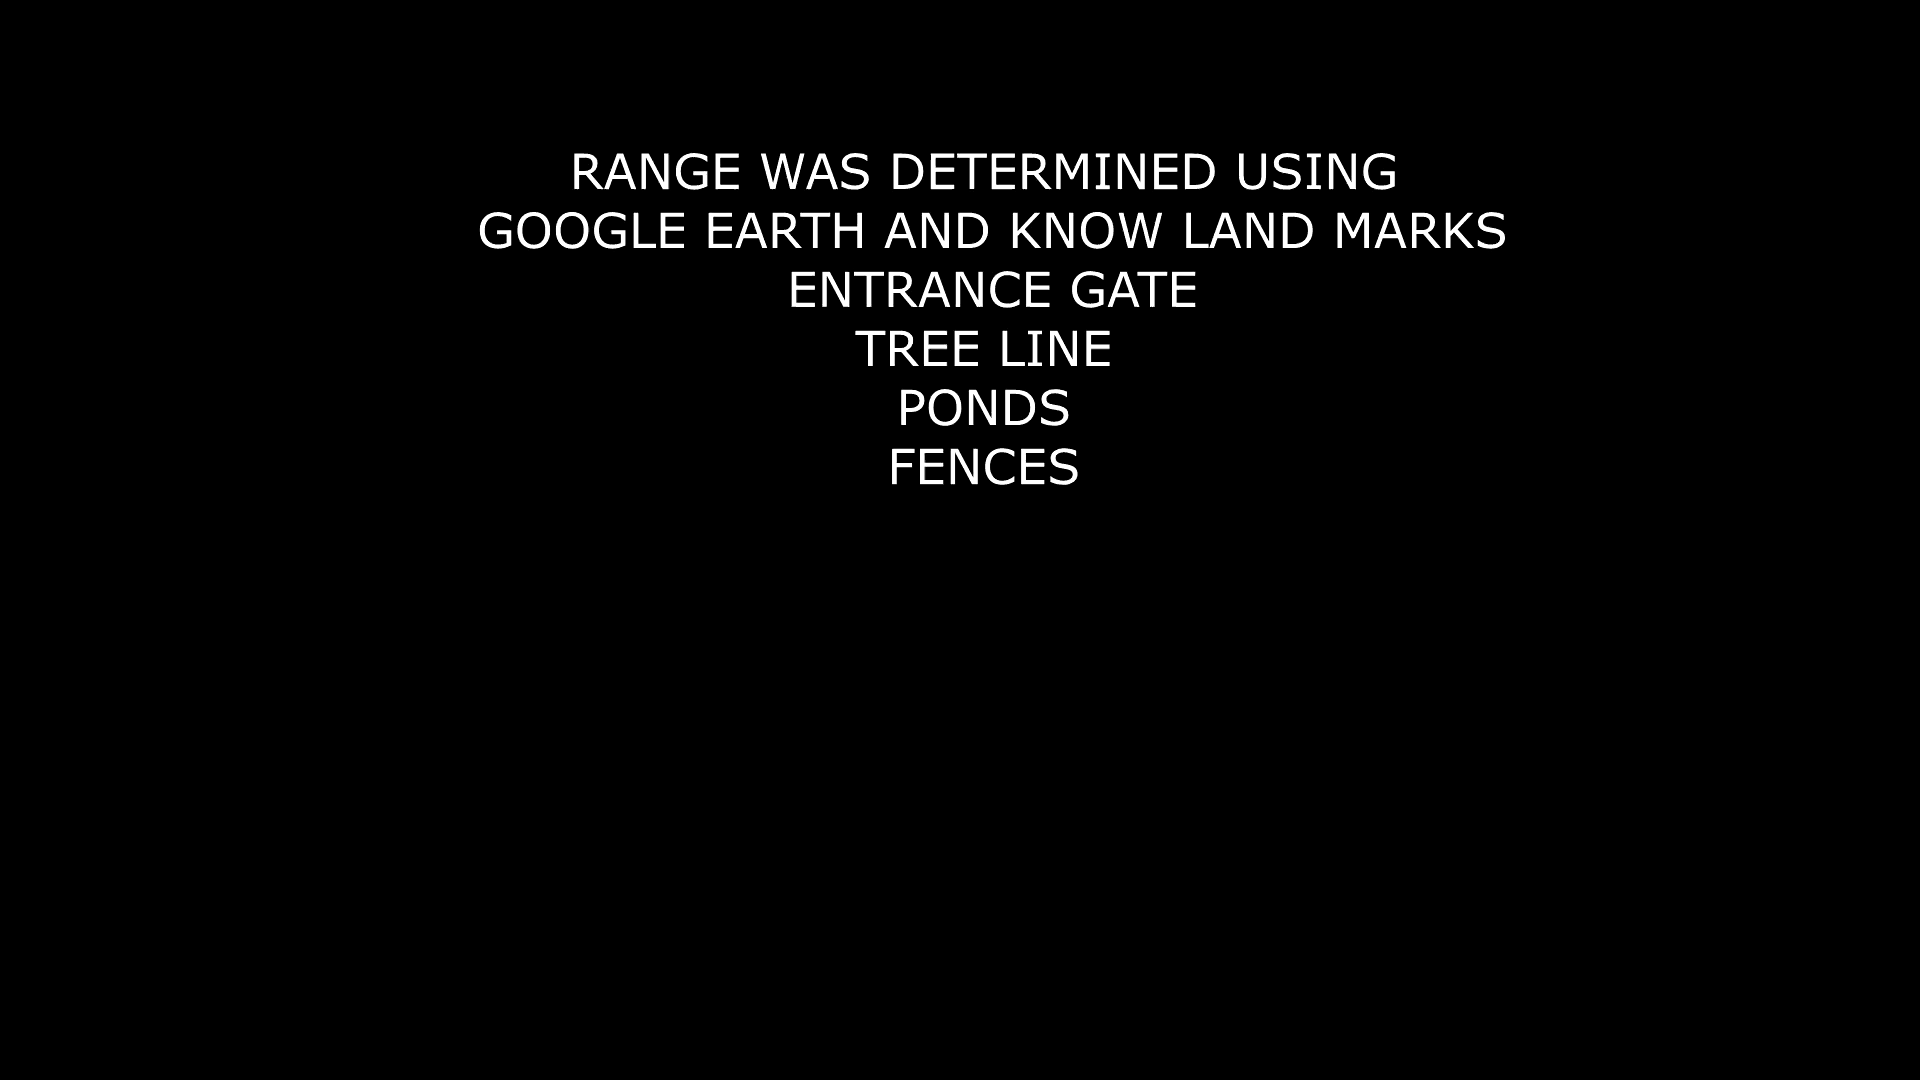 RANGE WAS DETERMINED USING
GOOGLE EARTH AND KNOW LAND MARKS
ENTRANCE GATE
TREE LINE
PONDS
FENCES